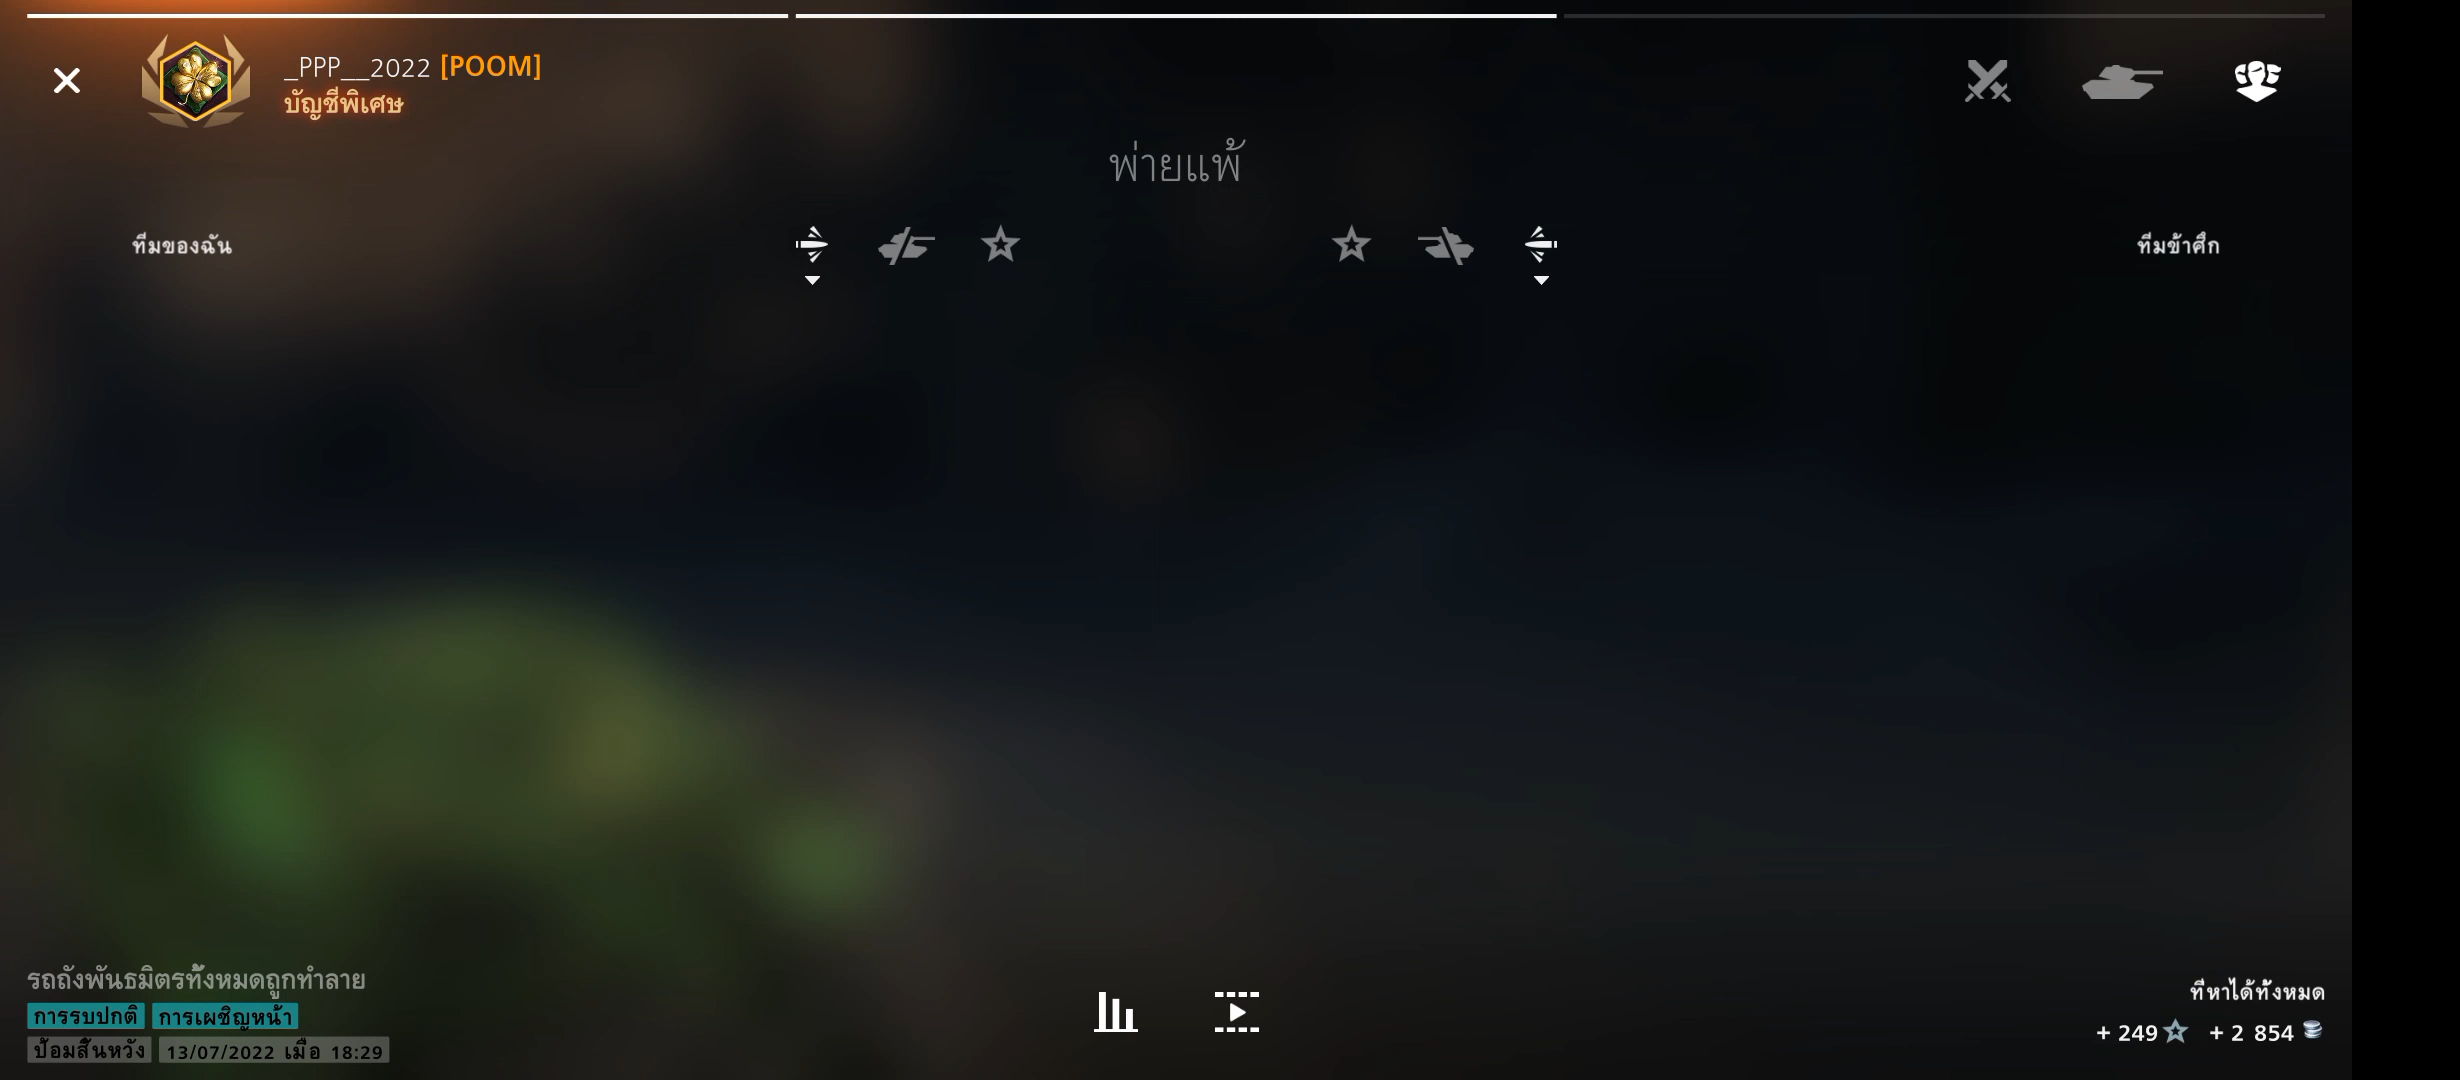 _PPP__2022 [POOM]
บัญชีพิเศษ
พ่ายแพ้
ทีมของฉัน
ทีมข้าศึก
รถถังพันธมิตรทั้งหมดถูกทำลาย
การรบปกติ การเผชิญหน้า
ป้อมสิ้นหวัง 13/07/2022 เมื่อ 18:29
ที่หาได้ทั้งหมด
+ 249 + 2 854